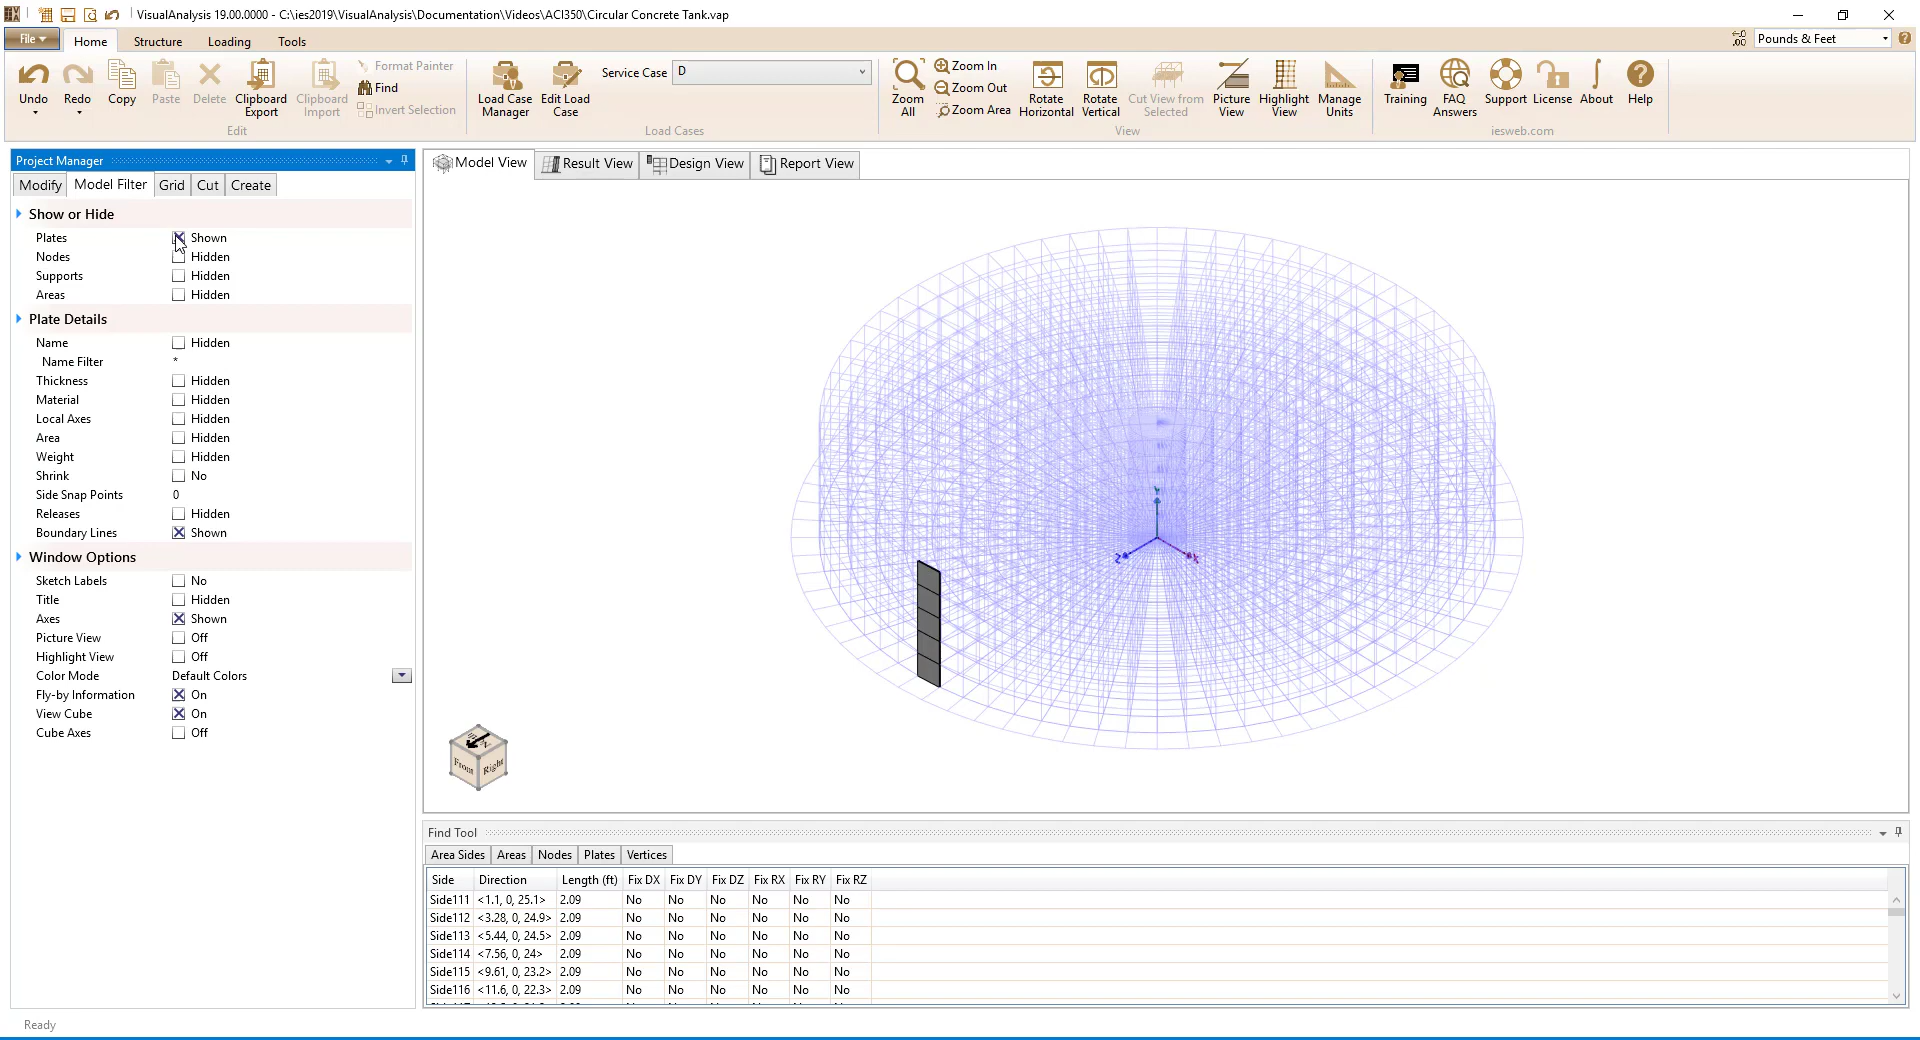 VisualAnalysis 19.00.0000 - C:\ies2019\VisualAnalysis\Documentation\Videos\ACI350\Circular Concrete Tank.vap
File Home Structure Loading Tools Pounds & Feet
Undo Redo Copy Paste Delete Clipboard Export Clipboard Import
Format Painter
Find
Invert Selection
Edit
Load Case Manager Edit Load Case
Service Case D
Load Cases
Zoom All
Zoom In
Zoom Out
Zoom Area
Rotate Horizontal Rotate Vertical Cut View from Selected Picture View Highlight View Manage Units
View
Training FAQ Answers Support License About Help
iesweb.com
Project Manager
Modify Model Filter Grid Cut Create
Show or Hide
Plates Shown
Nodes Hidden
Supports Hidden
Areas Hidden
Plate Details
Name Hidden
Name Filter *
Thickness Hidden
Material Hidden
Local Axes Hidden
Area Hidden
Weight Hidden
Shrink No
Side Snap Points 0
Releases Hidden
Boundary Lines Shown
Window Options
Sketch Labels No
Title Hidden
Axes Shown
Picture View Off
Highlight View Off
Color Mode Default Colors
Fly-by Information On
View Cube On
Cube Axes Off
Model View Result View Design View Report View
Z X
Front Right
Find Tool
Area Sides Areas Nodes Plates Vertices
Side Direction Length (ft) Fix DX Fix DY Fix DZ Fix RX Fix RY Fix RZ
Side111 <1.1, 0, 25.1> 2.09 No No No No No No
Side112 <3.28, 0, 24.9> 2.09 No No No No No No
Side113 <5.44, 0, 24.5> 2.09 No No No No No No
Side114 <7.56, 0, 24> 2.09 No No No No No No
Side115 <9.61, 0, 23.2> 2.09 No No No No No No
Side116 <11.6, 0, 22.3> 2.09 No No No No No No
Ready